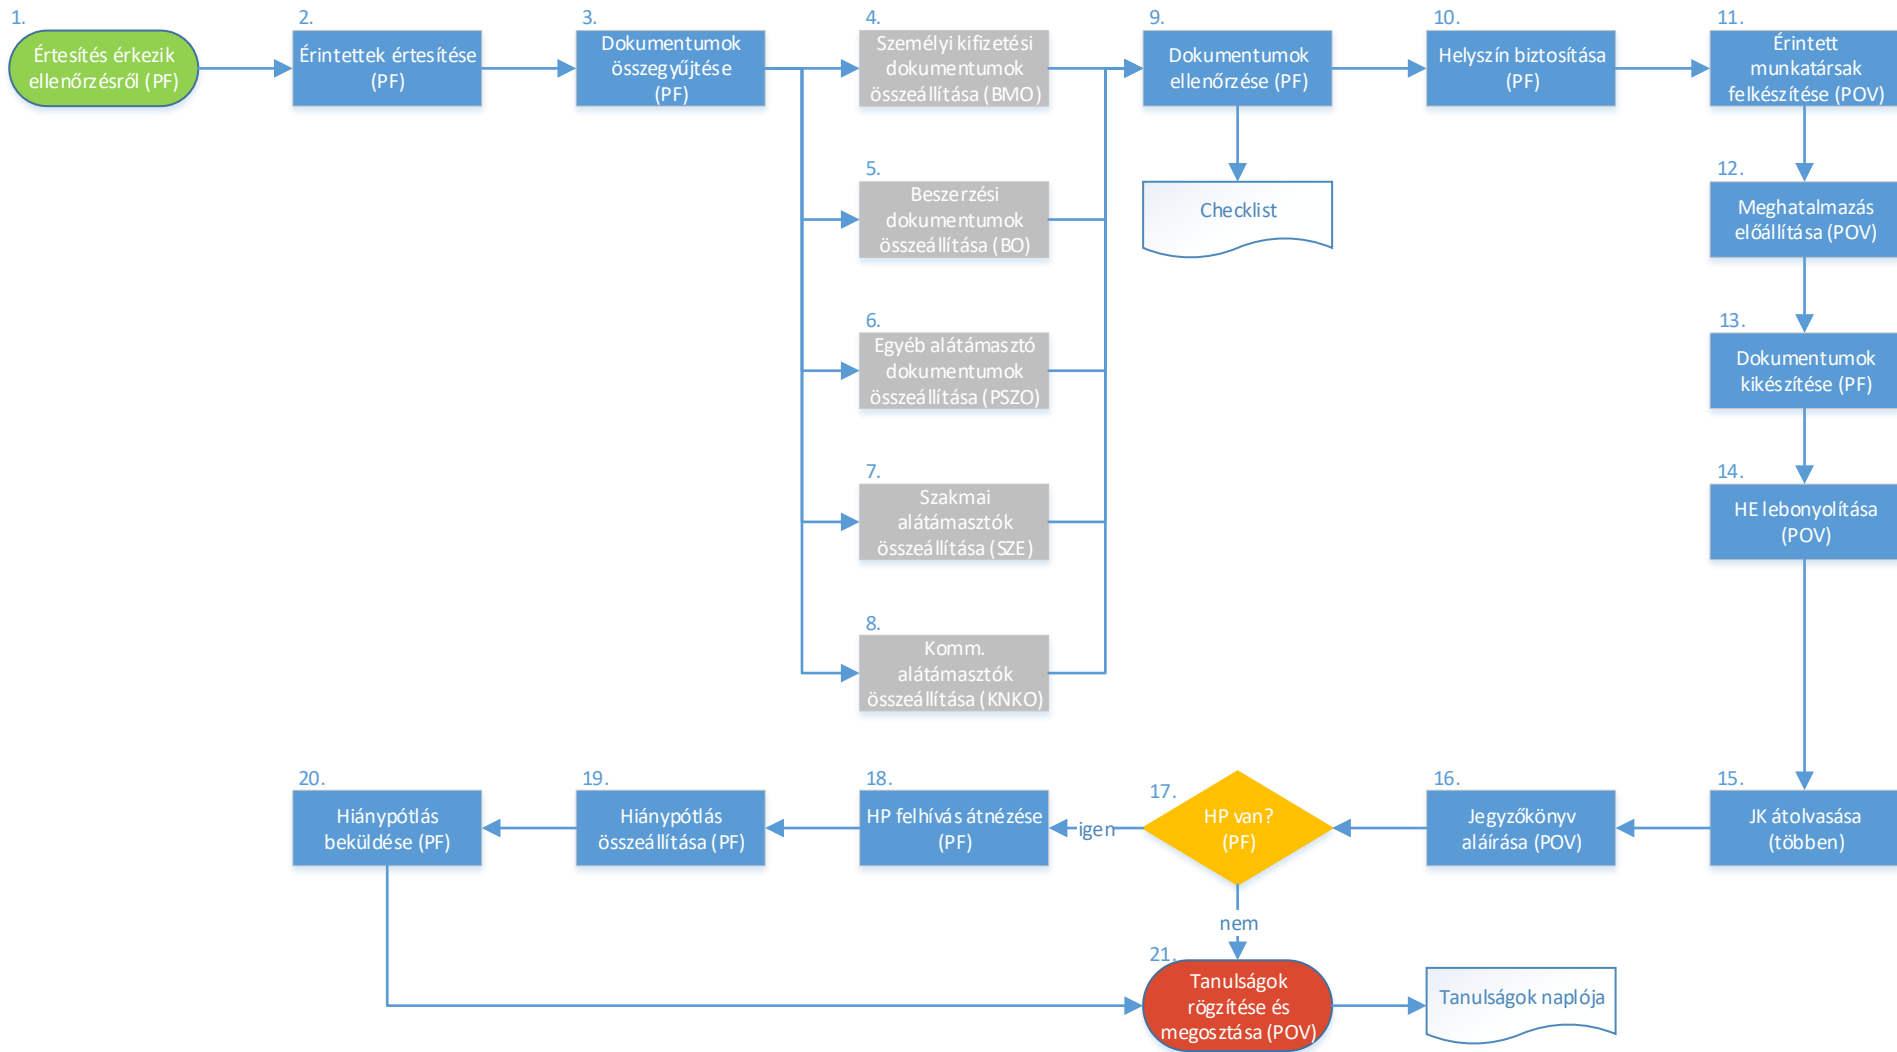 1.
Értesítés érkezik
ellenőrzésről (PF)
2.
Érintettek értesítése
(PF)
3.
Dokumentumok
összegyűjtése
(PF)
4.
Személyi kifizetési
dokumentumok
összeállítása (BMO)
5.
Beszerzési
dokumentumok
összeállítása (BO)
6.
Egyéb alátámasztó
dokumentumok
összeállítása (PSZO)
7.
Szakmai
alátámasztók
összeállítása (SZE)
8.
Komm.
alátámasztók
összeállítása (KNKO)
9.
Dokumentumok
ellenőrzése (PF)
Checklist
10.
Helyszín biztosítása
(PF)
11.
Érintett
munkatársak
felkészítése (POV)
12.
Meghatalmazás
előállítása (POV)
13.
Dokumentumok
kikészítése (PF)
14.
HE lebonyolítása
(POV)
15.
JK átolvasása
(többen)
16.
Jegyzőkönyv
aláírása (POV)
17.
HP van?
(PF)
igen
nem
18.
HP felhívás átnézése
(PF)
19.
Hiánypótlás
összeállítása (PF)
20.
Hiánypótlás
beküldése (PF)
21.
Tanulságok
rögzítése és
megosztása (POV)
Tanulságok naplója